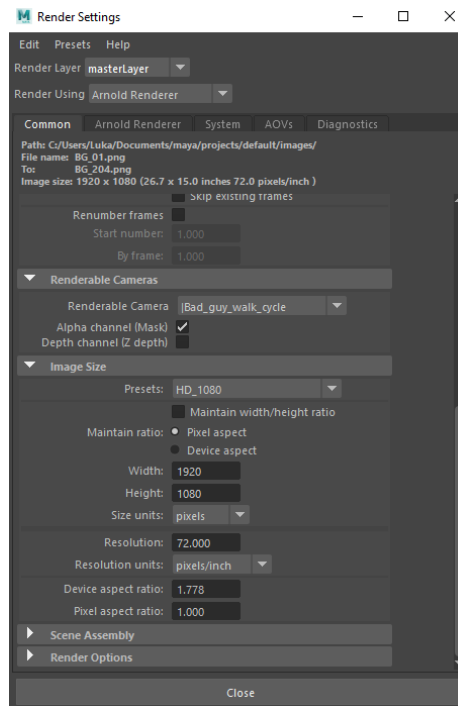 M Render Settings
Edit Presets Help
Render Layer masterLayer
Render Using Arnold Renderer
Common Arnold Renderer System AOVs Diagnostics
Path: C:/Users/Luka/Documents/maya/projects/default/images/
File name: BG_01.png
To: BG_204.png
Image size: 1920 x 1080 (26.7 x 15.0 inches 72.0 pixels/inch )
Skip existing frames
Renumber frames
Start number: 1.000
By frame: 1.000
Renderable Cameras
Renderable Camera |Bad_guy_walk_cycle
Alpha channel (Mask)
Depth channel (Z depth)
Image Size
Presets: HD_1080
Maintain width/height ratio
Maintain ratio: Pixel aspect
Device aspect
Width: 1920
Height: 1080
Size units: pixels
Resolution: 72.000
Resolution units: pixels/inch
Device aspect ratio: 1.778
Pixel aspect ratio: 1.000
Scene Assembly
Render Options
Close